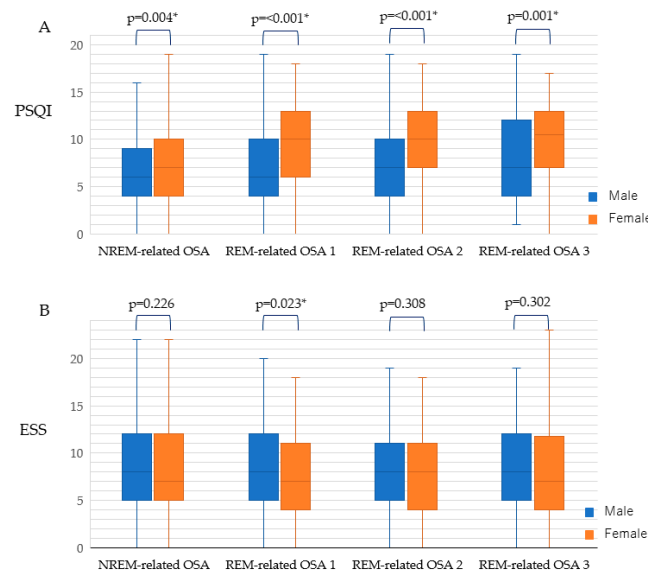 A
p=0.004* p=<0.001* p=<0.001* p=0.001*
20
15
PSQI
10
5
0
Male
Female
NREM-related OSA REM-related OSA 1 REM-related OSA 2 REM-related OSA 3
B
p=0.226 p=0.023* p=0.308 p=0.302
20
15
ESS
10
5
0
Male
Female
NREM-related OSA REM-related OSA 1 REM-related OSA 2 REM-related OSA 3